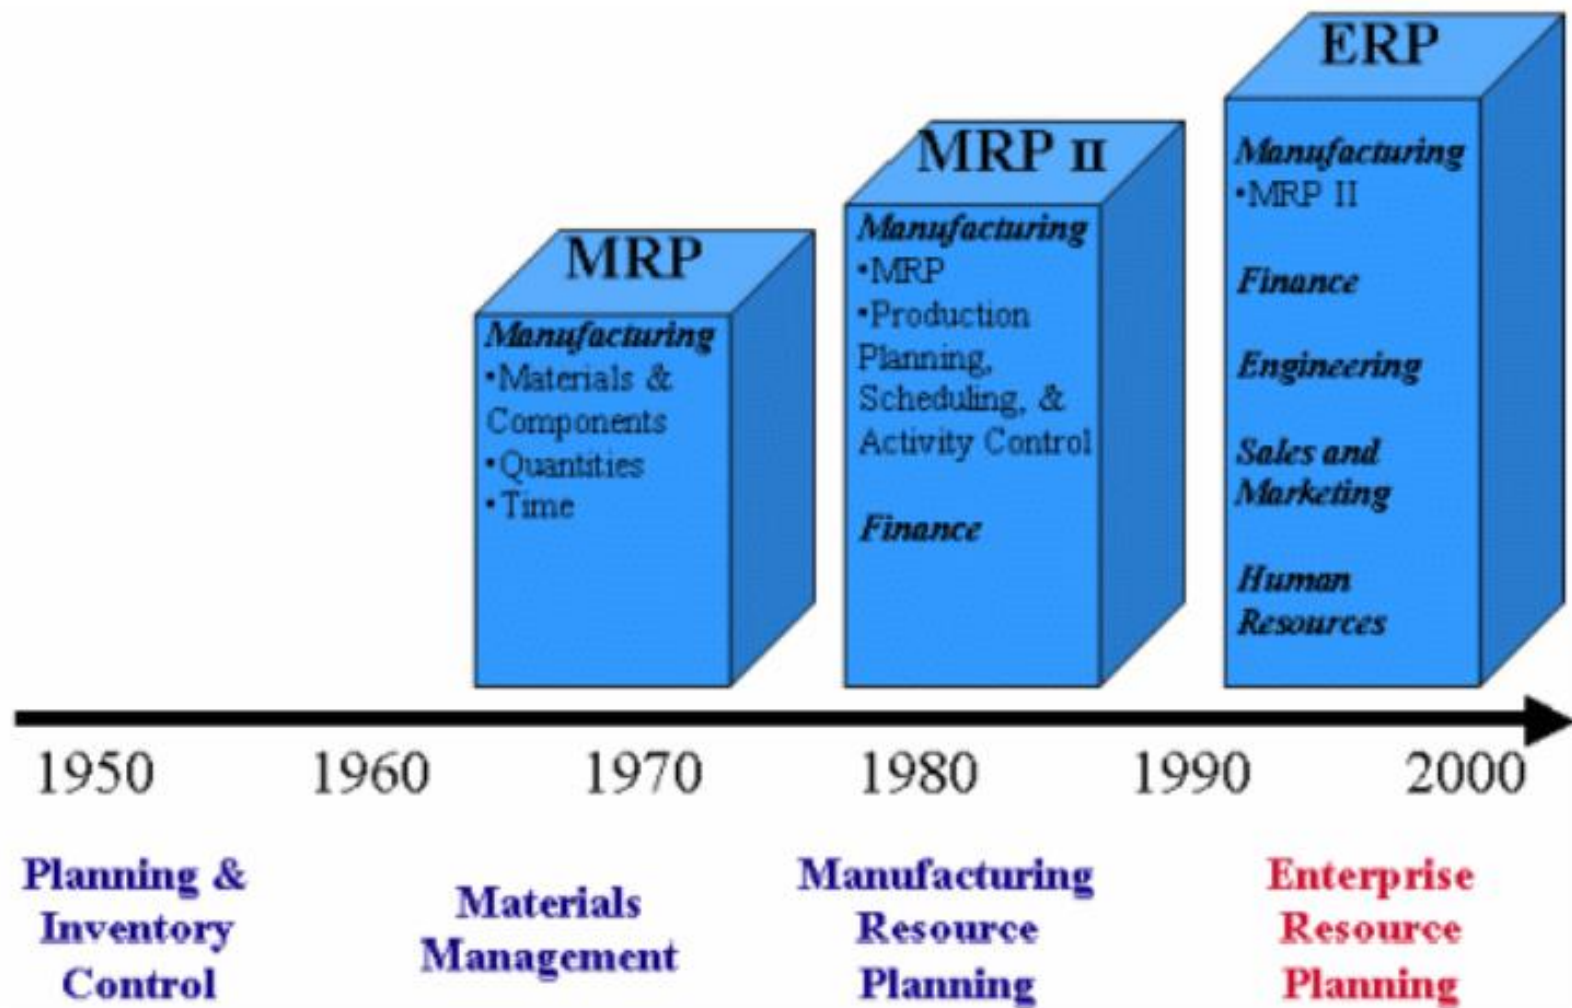 MRP
Manufacturing
•Materials &
Components
•Quantities
•Time
MRP II
Manufacturing
•MRP
•Production
Planning,
Scheduling, &
Activity Control
Finance
ERP
Manufacturing
•MRP II
Finance
Engineering
Sales and
Marketing
Human
Resources
1950
1960
1970
1980
1990
2000
Planning &
Inventory
Control
Materials
Management
Manufacturing
Resource
Planning
Enterprise
Resource
Planning